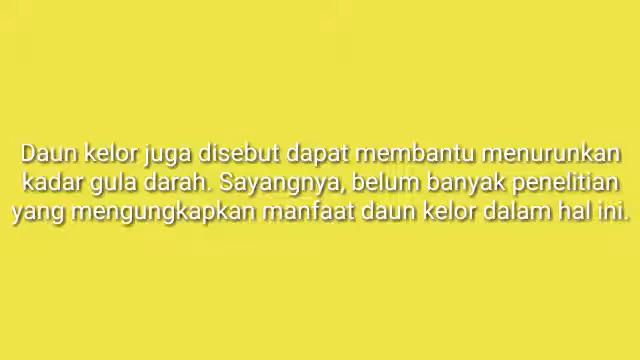 Daun kelor juga disebut dapat membantu menurunkan
kadar gula darah. Sayangnya, belum banyak penelitian
yang mengungkapkan manfaat daun kelor dalam hal ini.